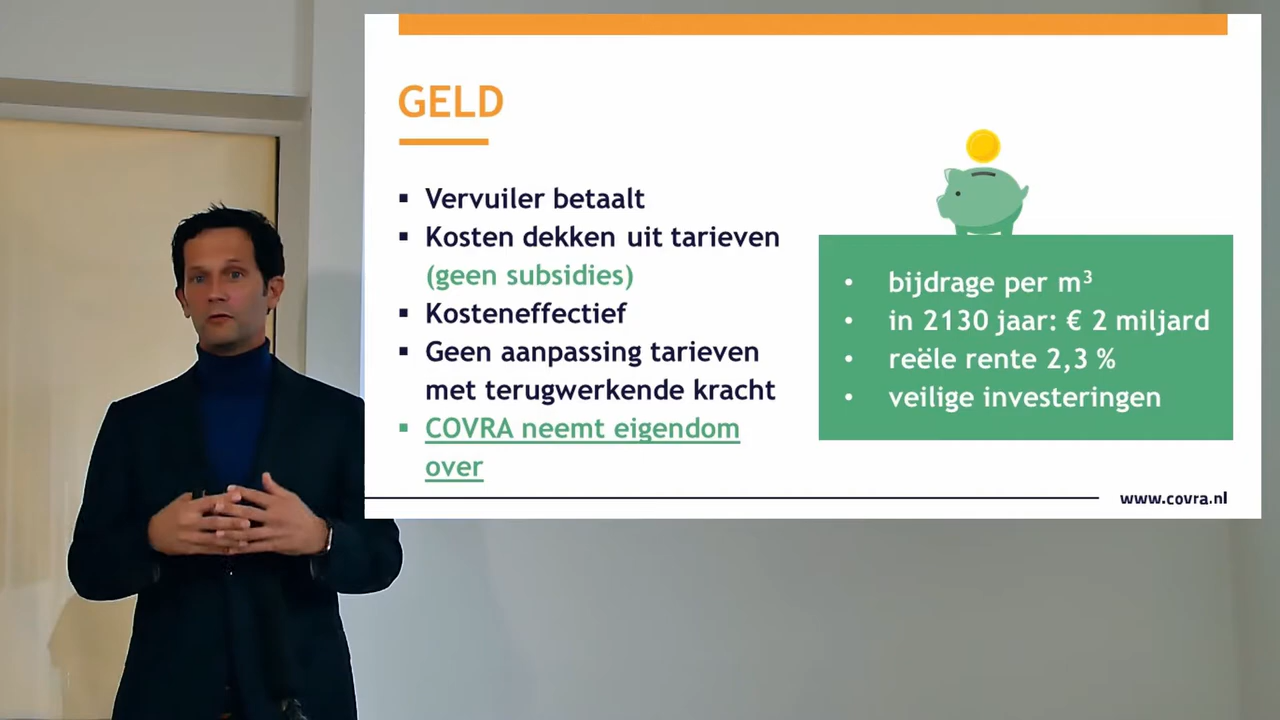 GELD
▪ Vervuiler betaalt
▪ Kosten dekken uit tarieven
(geen subsidies)
▪ Kosteneffectief
▪ Geen aanpassing tarieven
met terugwerkende kracht
▪ COVRA neemt eigendom
over
• bijdrage per m³
• in 2130 jaar: € 2 miljard
• reële rente 2,3 %
• veilige investeringen
www.covra.nl